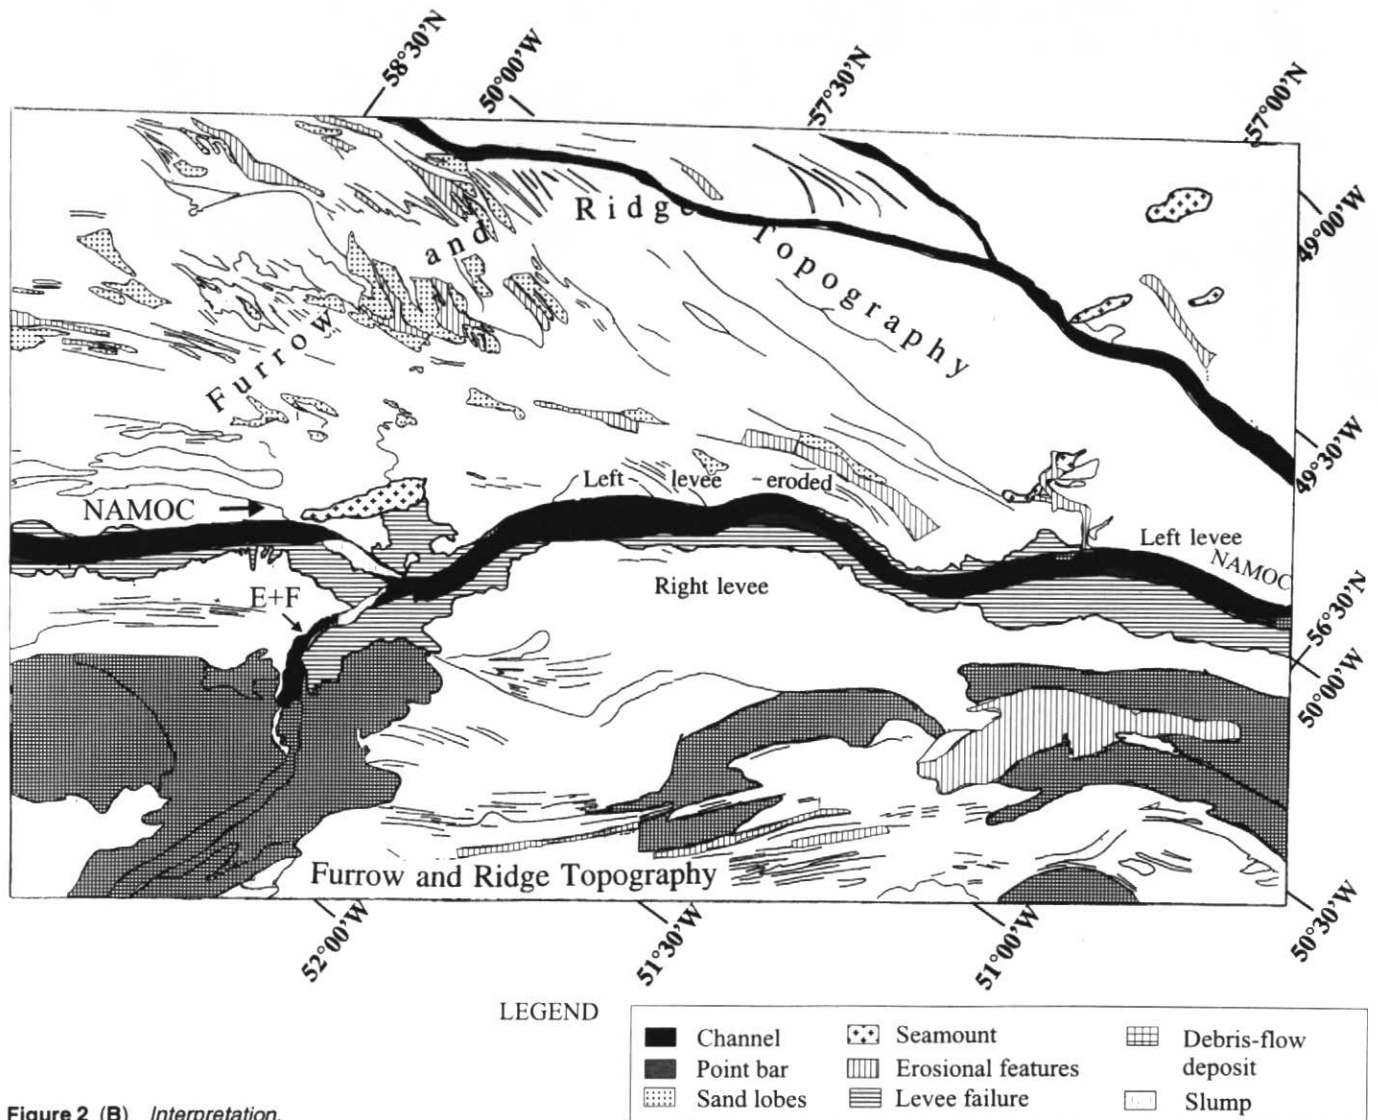 58°30'N
50°00'W
57°30'N
57°00'N
49°00'W
Furrow and Ridge Topography
49°30'W
NAMOC
Left levee eroded
Left levee
NAMOC
E+F
Right levee
56°30'N
50°00'W
Furrow and Ridge Topography
52°00'W
51°30'W
51°00'W
50°30'W
LEGEND
Channel
Point bar
Sand lobes
Seamount
Erosional features
Levee failure
Debris-flow
deposit
Slump
Figure 2 (B) Interpretation.